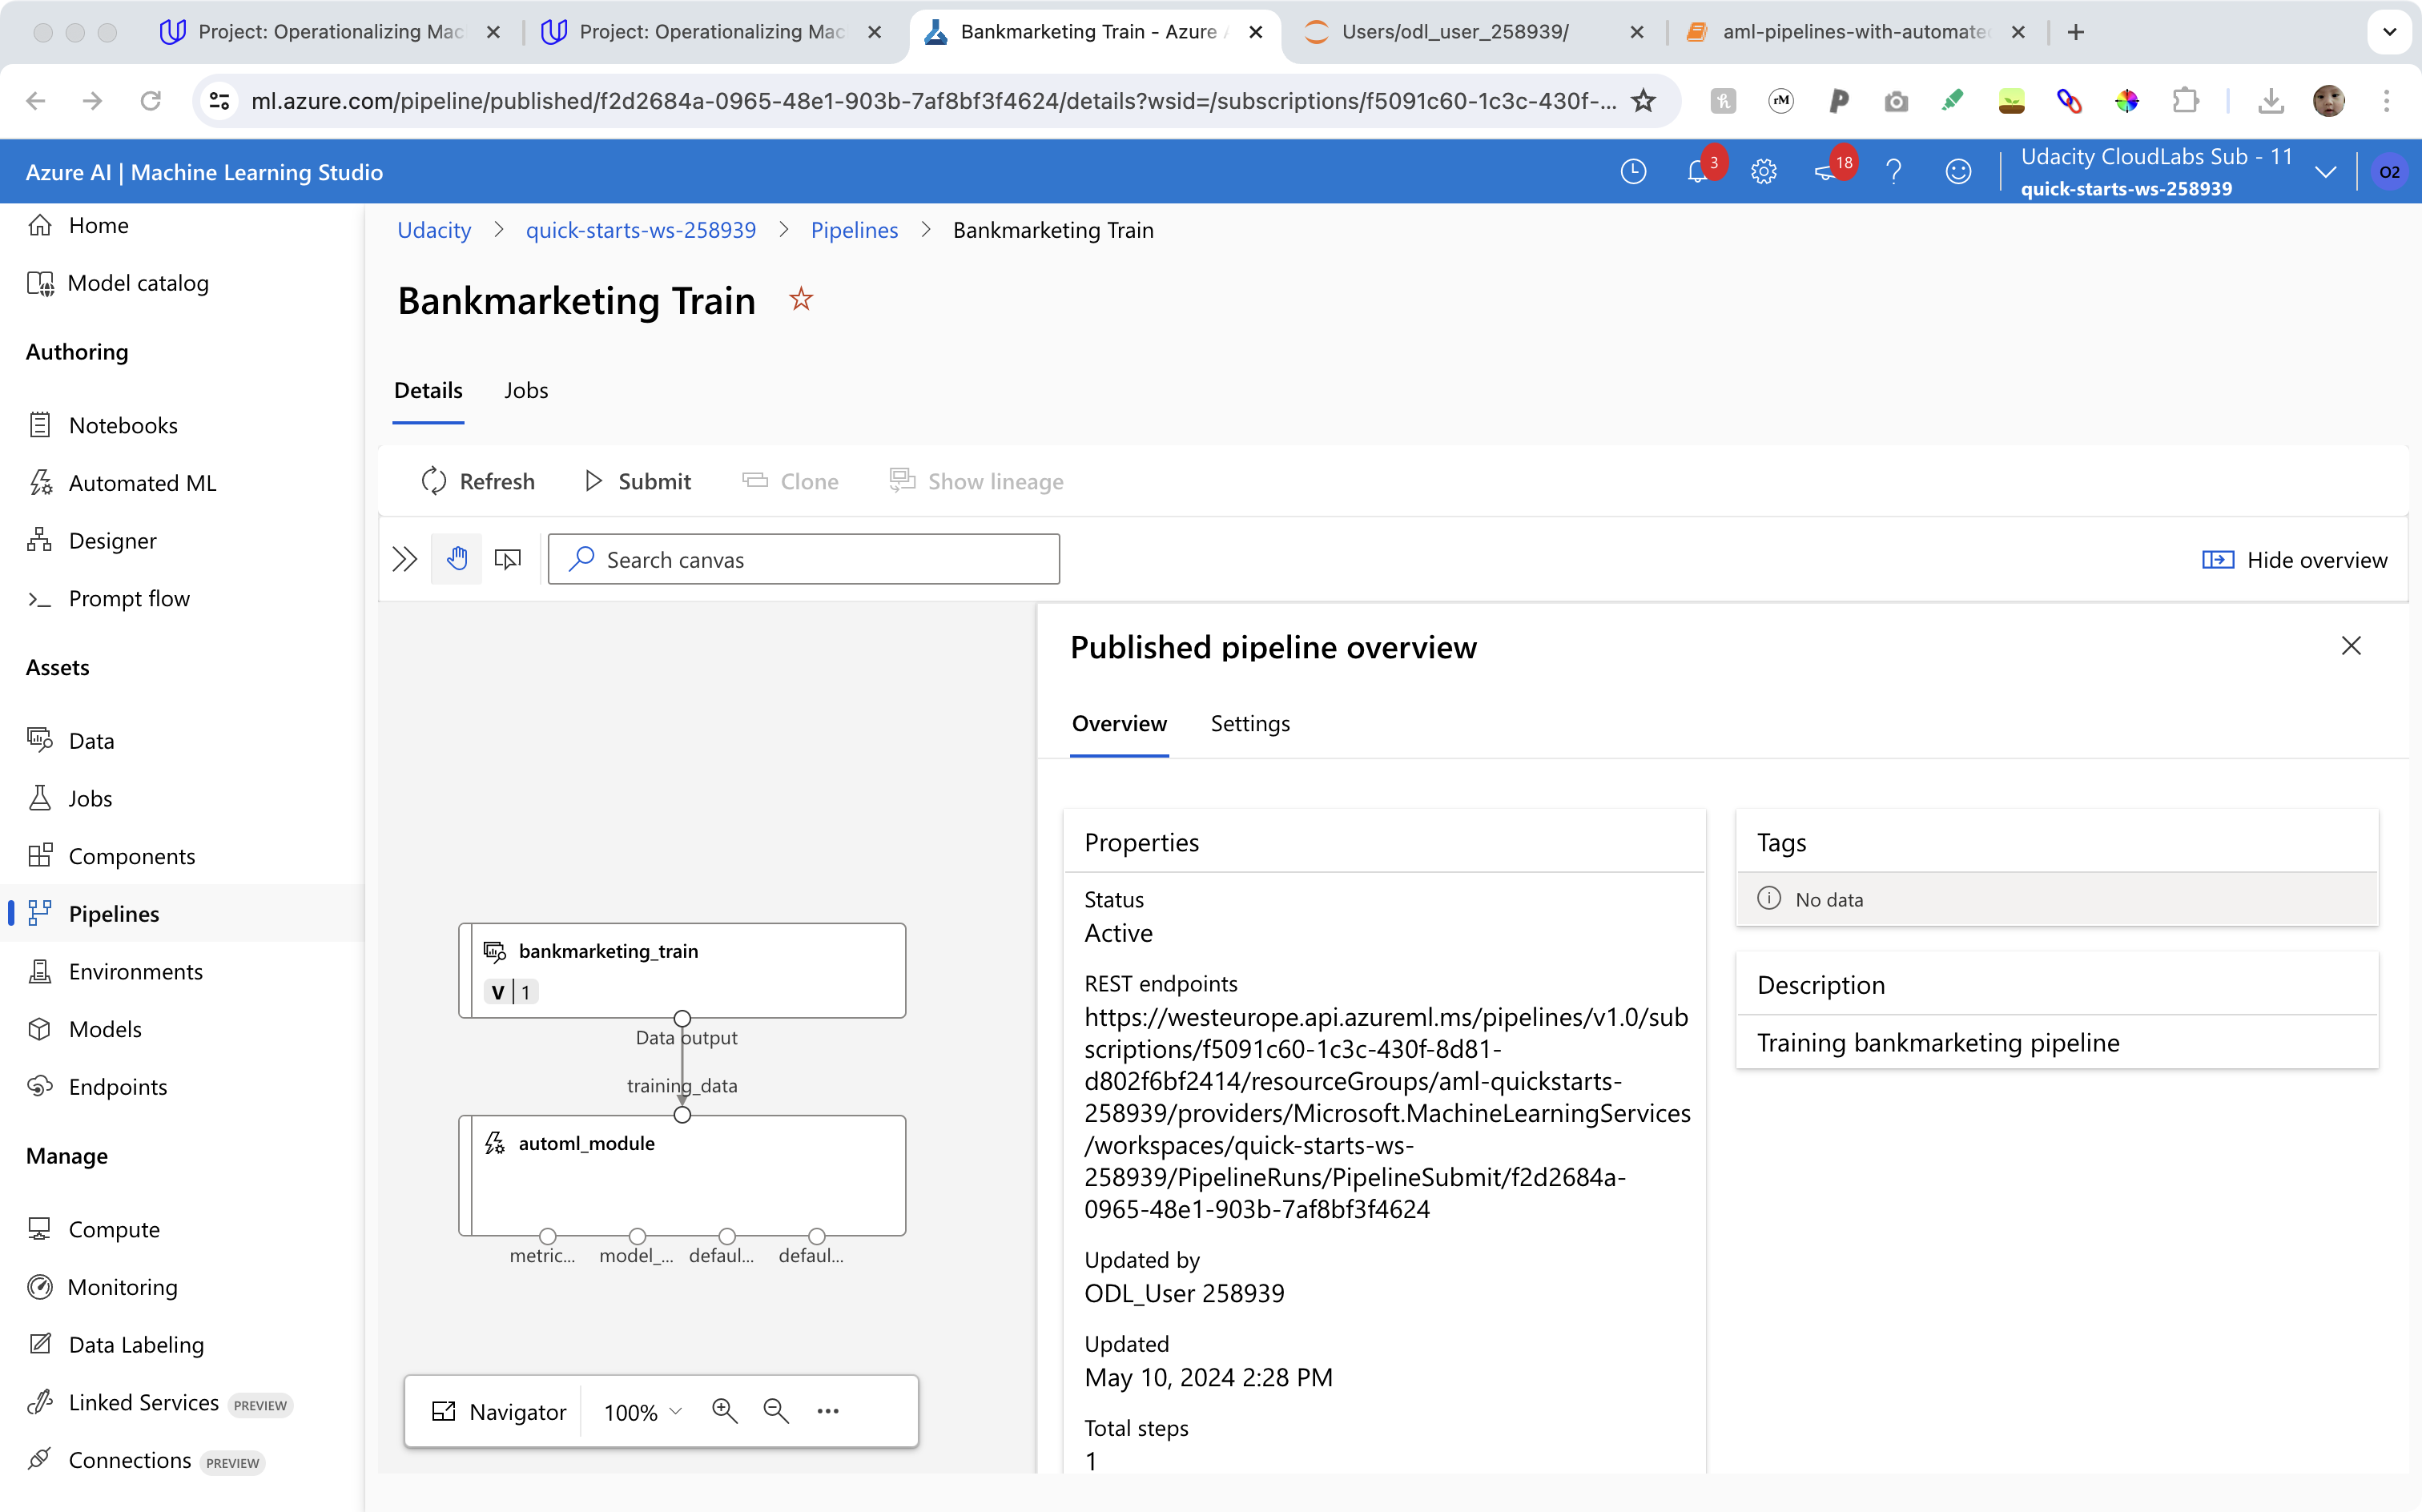 Project: Operationalizing Mac
Project: Operationalizing Mac
Bankmarketing Train - Azure
Users/odl_user_258939/
aml-pipelines-with-automate
ml.azure.com/pipeline/published/f2d2684a-0965-48e1-903b-7af8bf3f4624/details?wsid=/subscriptions/f5091c60-1c3c-430f-...
Azure AI | Machine Learning Studio
3
18
Udacity CloudLabs Sub - 11
quick-starts-ws-258939
O2
Home
Model catalog
Authoring
Notebooks
Automated ML
Designer
Prompt flow
Assets
Data
Jobs
Components
Pipelines
Environments
Models
Endpoints
Manage
Compute
Monitoring
Data Labeling
Linked Services PREVIEW
Connections PREVIEW
Udacity > quick-starts-ws-258939 > Pipelines > Bankmarketing Train
Bankmarketing Train
Details Jobs
Refresh Submit Clone Show lineage
Search canvas
Hide overview
bankmarketing_train
V | 1
Data output
training_data
automl_module
metric... model_... defaul... defaul...
Navigator 100%
Published pipeline overview
Overview Settings
Properties
Status
Active
REST endpoints
https://westeurope.api.azureml.ms/pipelines/v1.0/sub
scriptions/f5091c60-1c3c-430f-8d81-
d802f6bf2414/resourceGroups/aml-quickstarts-
258939/providers/Microsoft.MachineLearningServices
/workspaces/quick-starts-ws-
258939/PipelineRuns/PipelineSubmit/f2d2684a-
0965-48e1-903b-7af8bf3f4624
Updated by
ODL_User 258939
Updated
May 10, 2024 2:28 PM
Total steps
1
Tags
No data
Description
Training bankmarketing pipeline